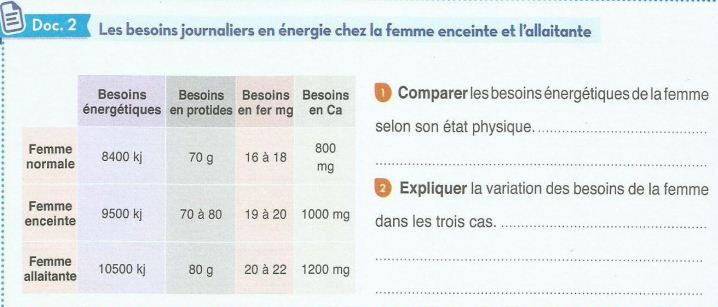 Doc. 2 Les besoins journaliers en énergie chez la femme enceinte et l'allaitante
Besoins énergétiques Besoins en protides Besoins en fer mg Besoins en Ca
Femme normale 8400 kj 70 g 16 à 18 800 mg
Femme enceinte 9500 kj 70 à 80 19 à 20 1000 mg
Femme allaitante 10500 kj 80 g 20 à 22 1200 mg
1 Comparer les besoins énergétiques de la femme
selon son état physique. ..............................
..............................
2 Expliquer la variation des besoins de la femme
dans les trois cas. ..............................
..............................
..............................